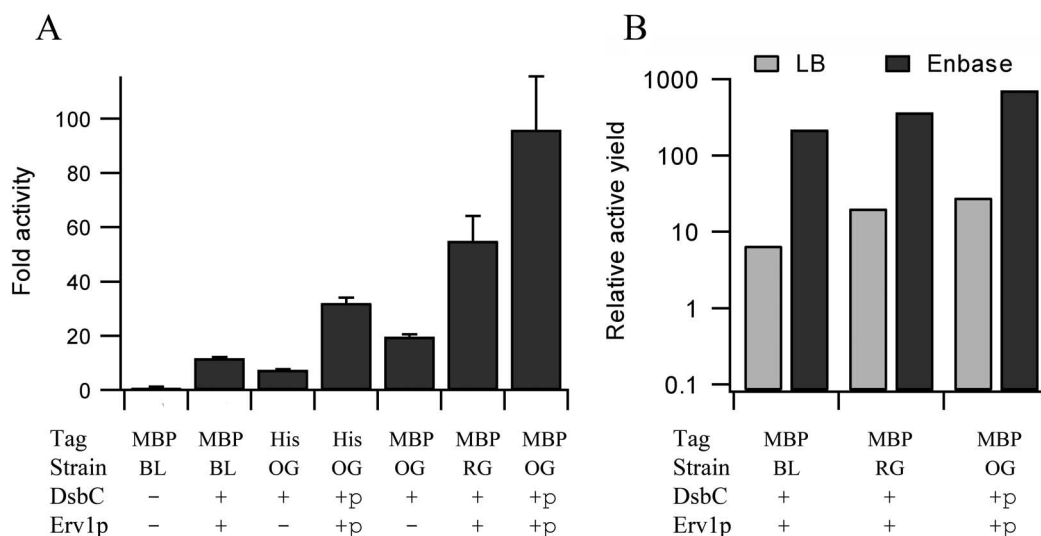 A
Fold activity
100
80
60
40
20
0
Tag MBP MBP His His MBP MBP MBP
Strain BL BL OG OG OG RG OG
DsbC − + + +p + + +p
Erv1p − + − +p − + +p
B
LB Enbase
Relative active yield
1000
100
10
1
0.1
Tag MBP MBP MBP
Strain BL RG OG
DsbC + + +p
Erv1p + + +p